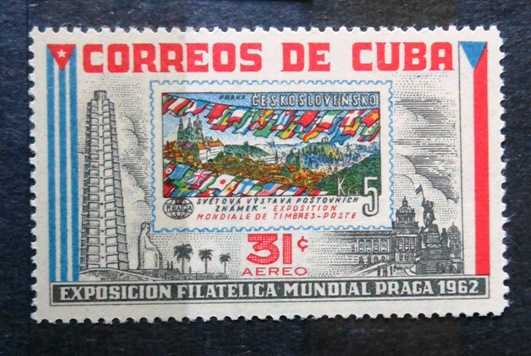 CORREOS DE CUBA
PRAHA ČESKOSLOVENSKO
Kčs 5
SVĚTOVÁ VÝSTAVA POŠTOVNÍCH
ZNÁMEK - EXPOSITION
MONDIALE DE TIMBRES-POSTE
31¢
AEREO
EXPOSICION FILATELICA MUNDIAL PRAGA 1962